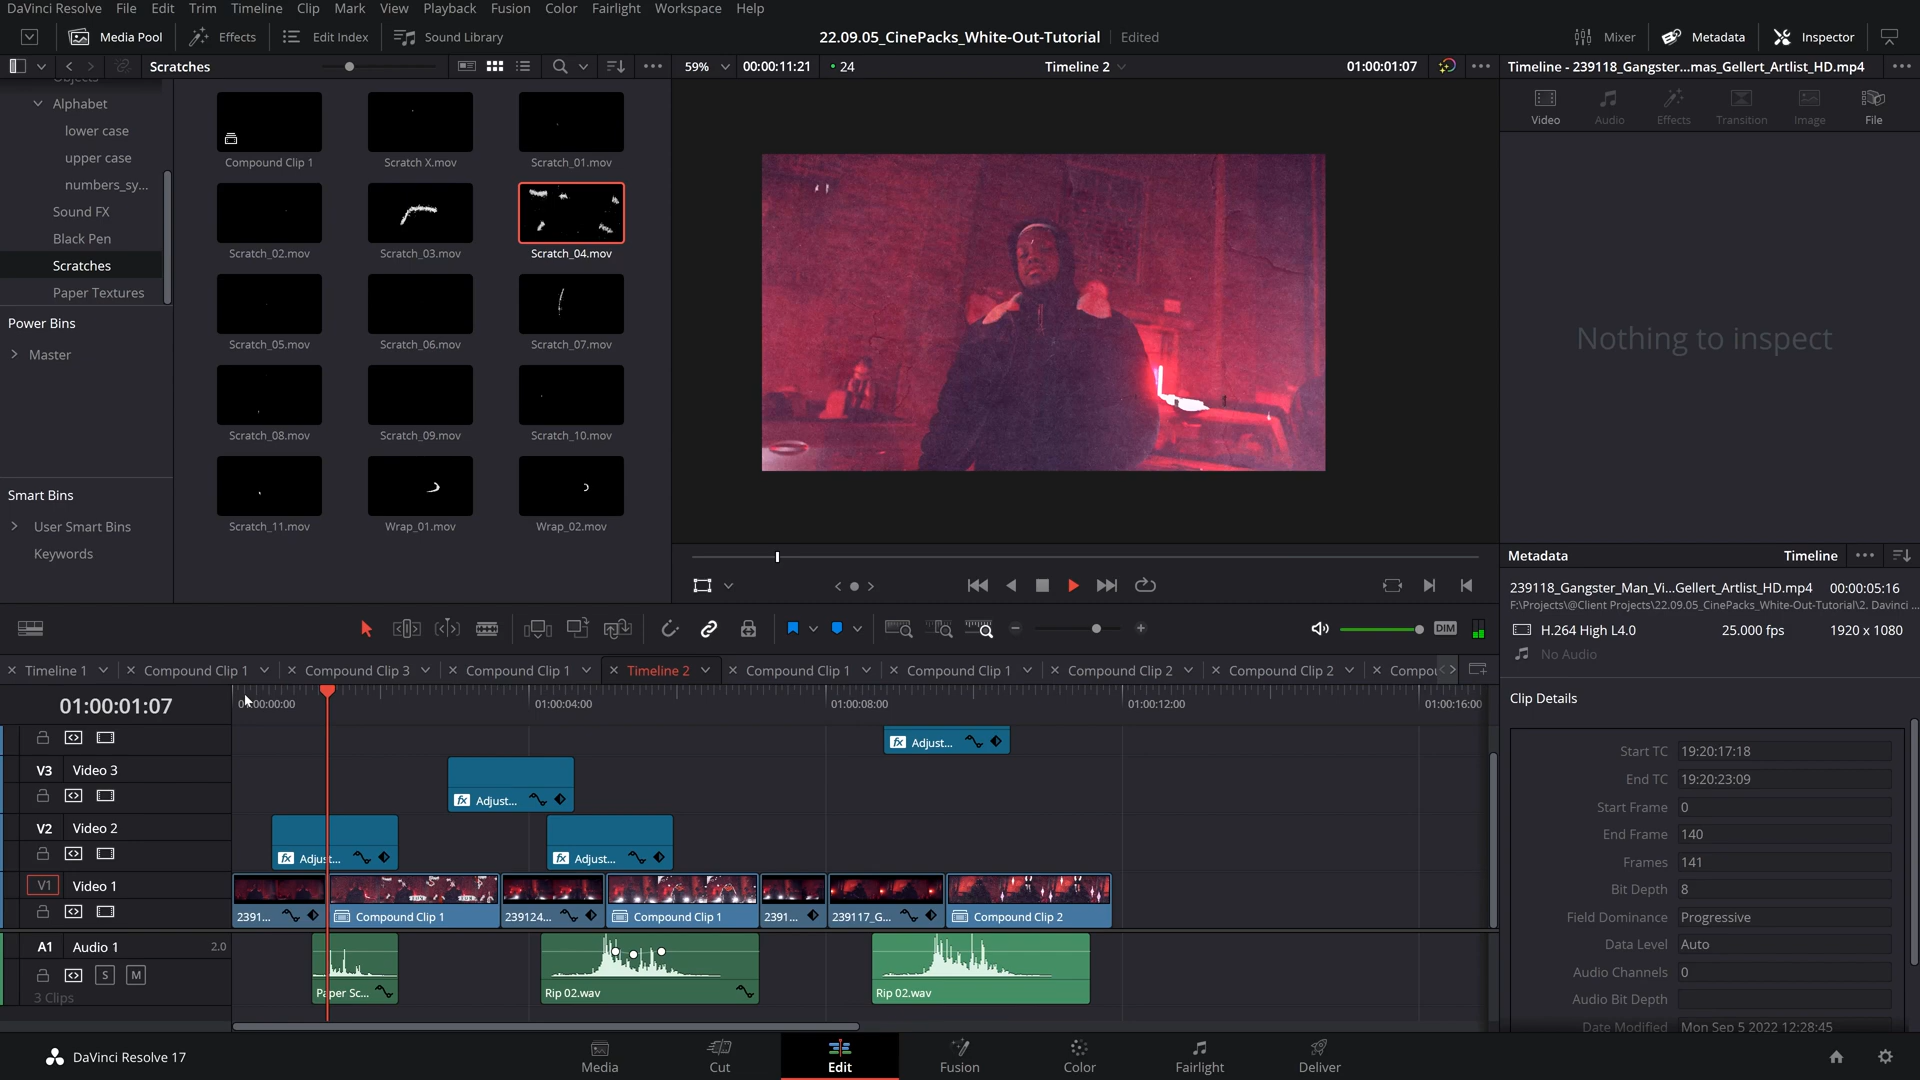 DaVinci Resolve File Edit Trim Timeline Clip Mark View Playback Fusion Color Fairlight Workspace Help
Media Pool Effects Edit Index Sound Library 22.09.05_CinePacks_White-Out-Tutorial Edited Mixer Metadata Inspector
Scratches 59% 00:00:11:21 24 Timeline 2 01:00:01:07 Timeline - 239118_Gangster...mas_Gellert_Artlist_HD.mp4
Objects
Alphabet
lower case
upper case
numbers_sy...
Sound FX
Black Pen
Scratches
Paper Textures
Power Bins
Master
Smart Bins
User Smart Bins
Keywords
Compound Clip 1 Scratch X.mov Scratch_01.mov
Scratch_02.mov Scratch_03.mov Scratch_04.mov
Scratch_05.mov Scratch_06.mov Scratch_07.mov
Scratch_08.mov Scratch_09.mov Scratch_10.mov
Scratch_11.mov Wrap_01.mov Wrap_02.mov
Video Audio Effects Transition Image File
Nothing to inspect
Metadata Timeline
239118_Gangster_Man_Vi...Gellert_Artlist_HD.mp4 00:00:05:16
F:\Projects\@Client Projects\22.09.05_CinePacks_White-Out-Tutorial\2. Davinci ...
H.264 High L4.0 25.000 fps 1920 x 1080
No Audio
DIM
Timeline 1 Compound Clip 1 Compound Clip 3 Compound Clip 1 Timeline 2 Compound Clip 1 Compound Clip 1 Compound Clip 2 Compound Clip 2 Compou
01:00:01:07 00:00:00 01:00:04:00 01:00:08:00 01:00:12:00 01:00:16:00
Adjust...
V3 Video 3
Adjust...
V2 Video 2
Adjust... Adjust...
V1 Video 1
2391... Compound Clip 1 239124... Compound Clip 1 2391... 239117_G... Compound Clip 2
A1 Audio 1 2.0
S M
3 Clips
Paper Sc... Rip 02.wav Rip 02.wav
Clip Details
Start TC 19:20:17:18
End TC 19:20:23:09
Start Frame 0
End Frame 140
Frames 141
Bit Depth 8
Field Dominance Progressive
Data Level Auto
Audio Channels 0
Audio Bit Depth
Date Modified Mon Sep 5 2022 12:28:45
DaVinci Resolve 17 Media Cut Edit Fusion Color Fairlight Deliver